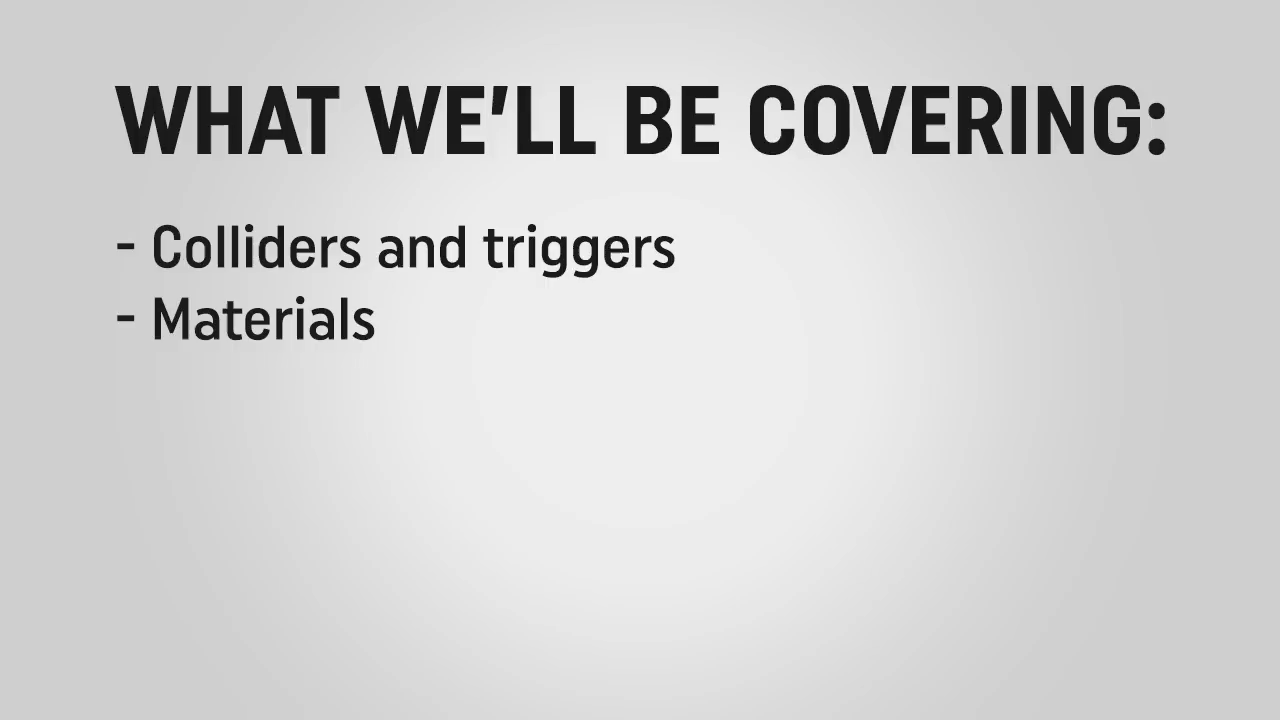 WHAT WE'LL BE COVERING:
- Colliders and triggers
- Materials